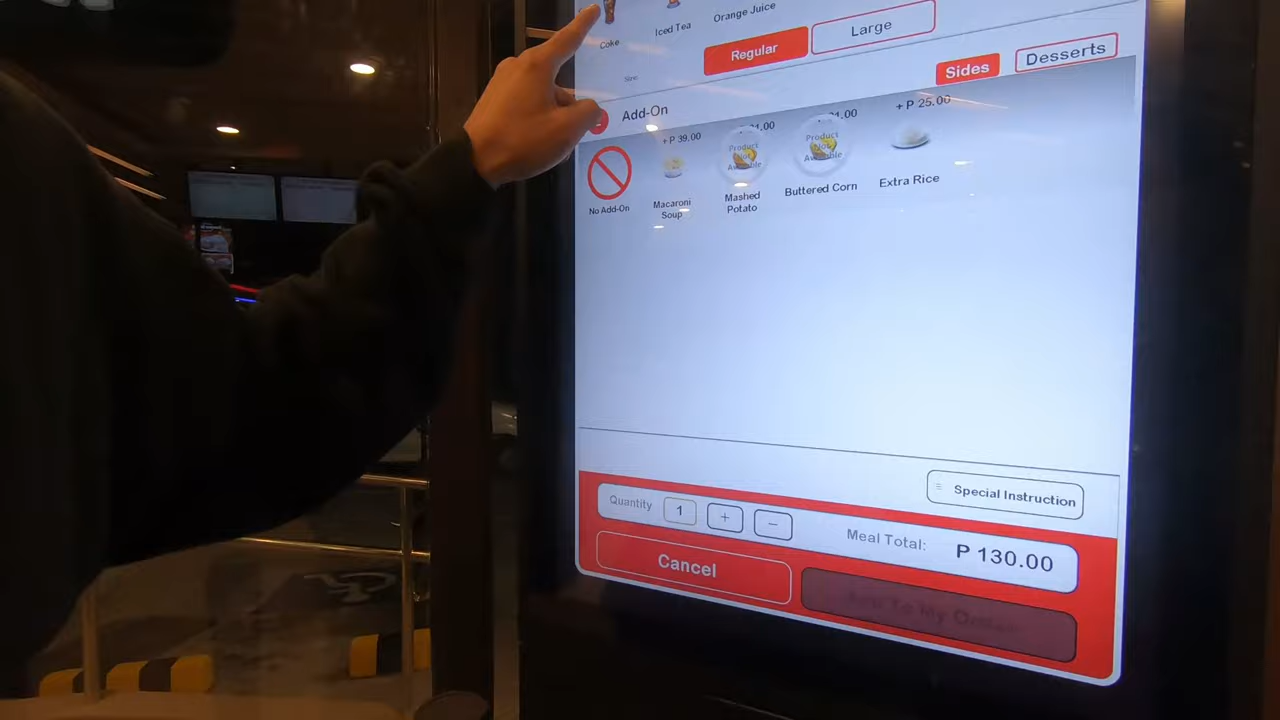 Coke
Iced Tea
Orange Juice
Size:
Regular
Large
Sides
Desserts
Add-On
No Add-On
+ P 39.00
Macaroni
Soup
Product
Not
Available
Mashed
Potato
Product
Not
Available
Buttered Corn
+ P 25.00
Extra Rice
Special Instruction
Quantity
1
+
−
Meal Total:
P 130.00
Cancel
Add To My Order